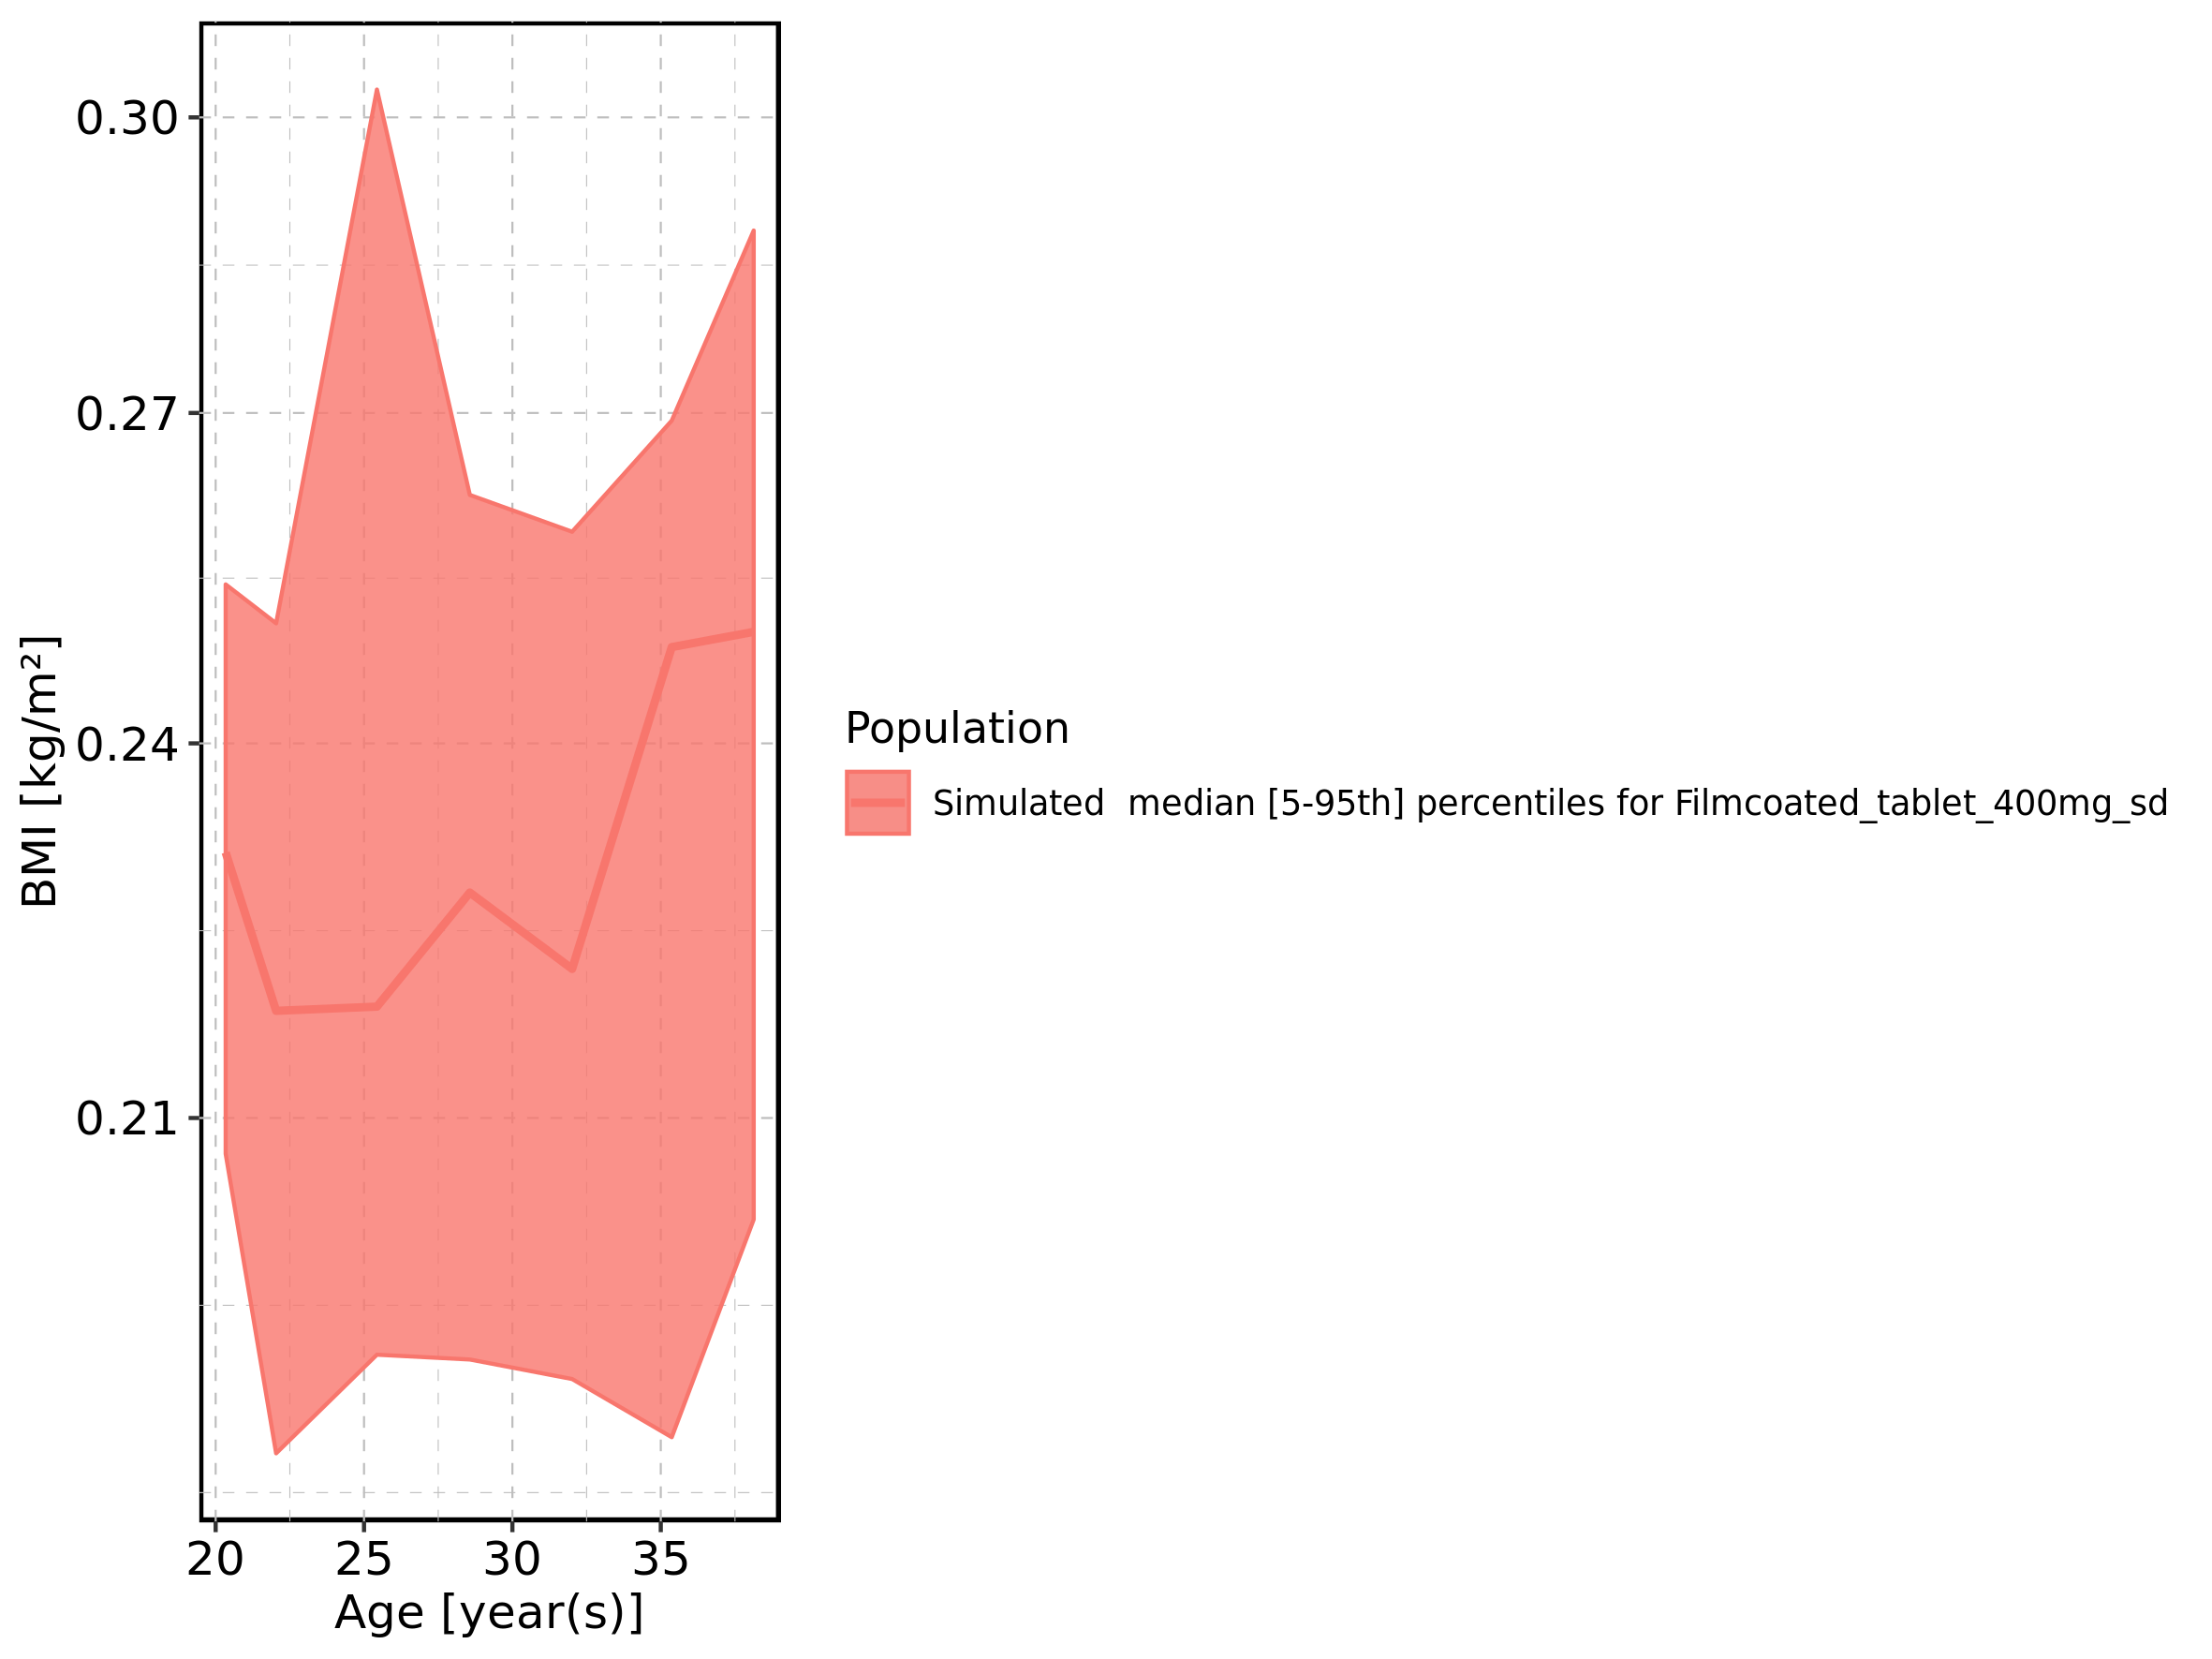 0.30
0.27
0.24
0.21
BMI [kg/m²]
20 25 30 35
Age [year(s)]
Population
Simulated  median [5-95th] percentiles for Filmcoated_tablet_400mg_sd